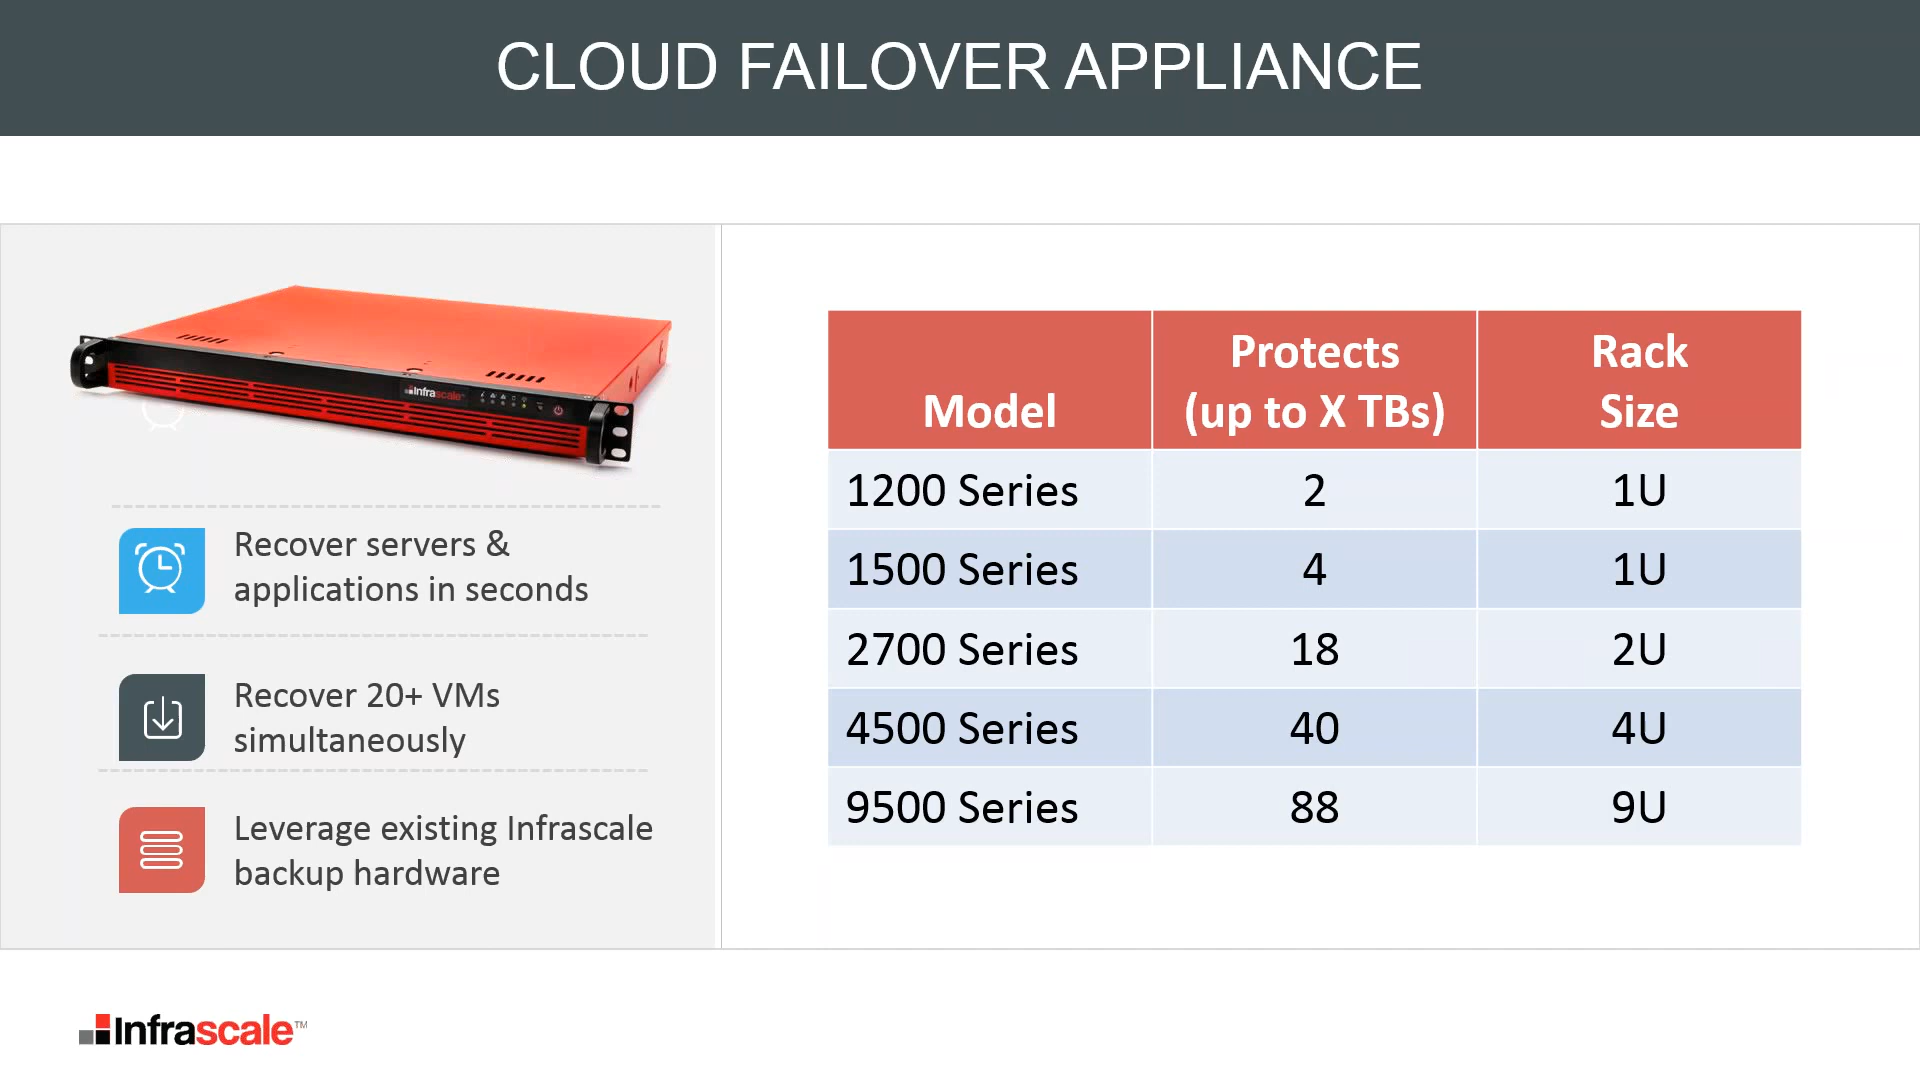 CLOUD FAILOVER APPLIANCE
Infrascale
Recover servers &
applications in seconds
Recover 20+ VMs
simultaneously
Leverage existing Infrascale
backup hardware
Model
Protects
(up to X TBs)
Rack
Size
1200 Series 2 1U
1500 Series 4 1U
2700 Series 18 2U
4500 Series 40 4U
9500 Series 88 9U
Infrascale™